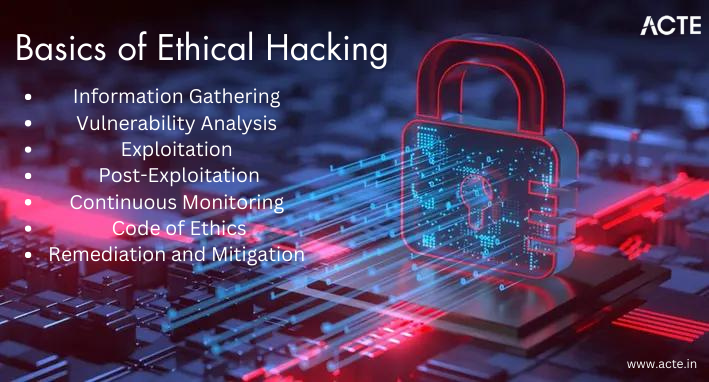 ACTE
Basics of Ethical Hacking
• Information Gathering
• Vulnerability Analysis
• Exploitation
• Post-Exploitation
• Continuous Monitoring
• Code of Ethics
• Remediation and Mitigation
www.acte.in